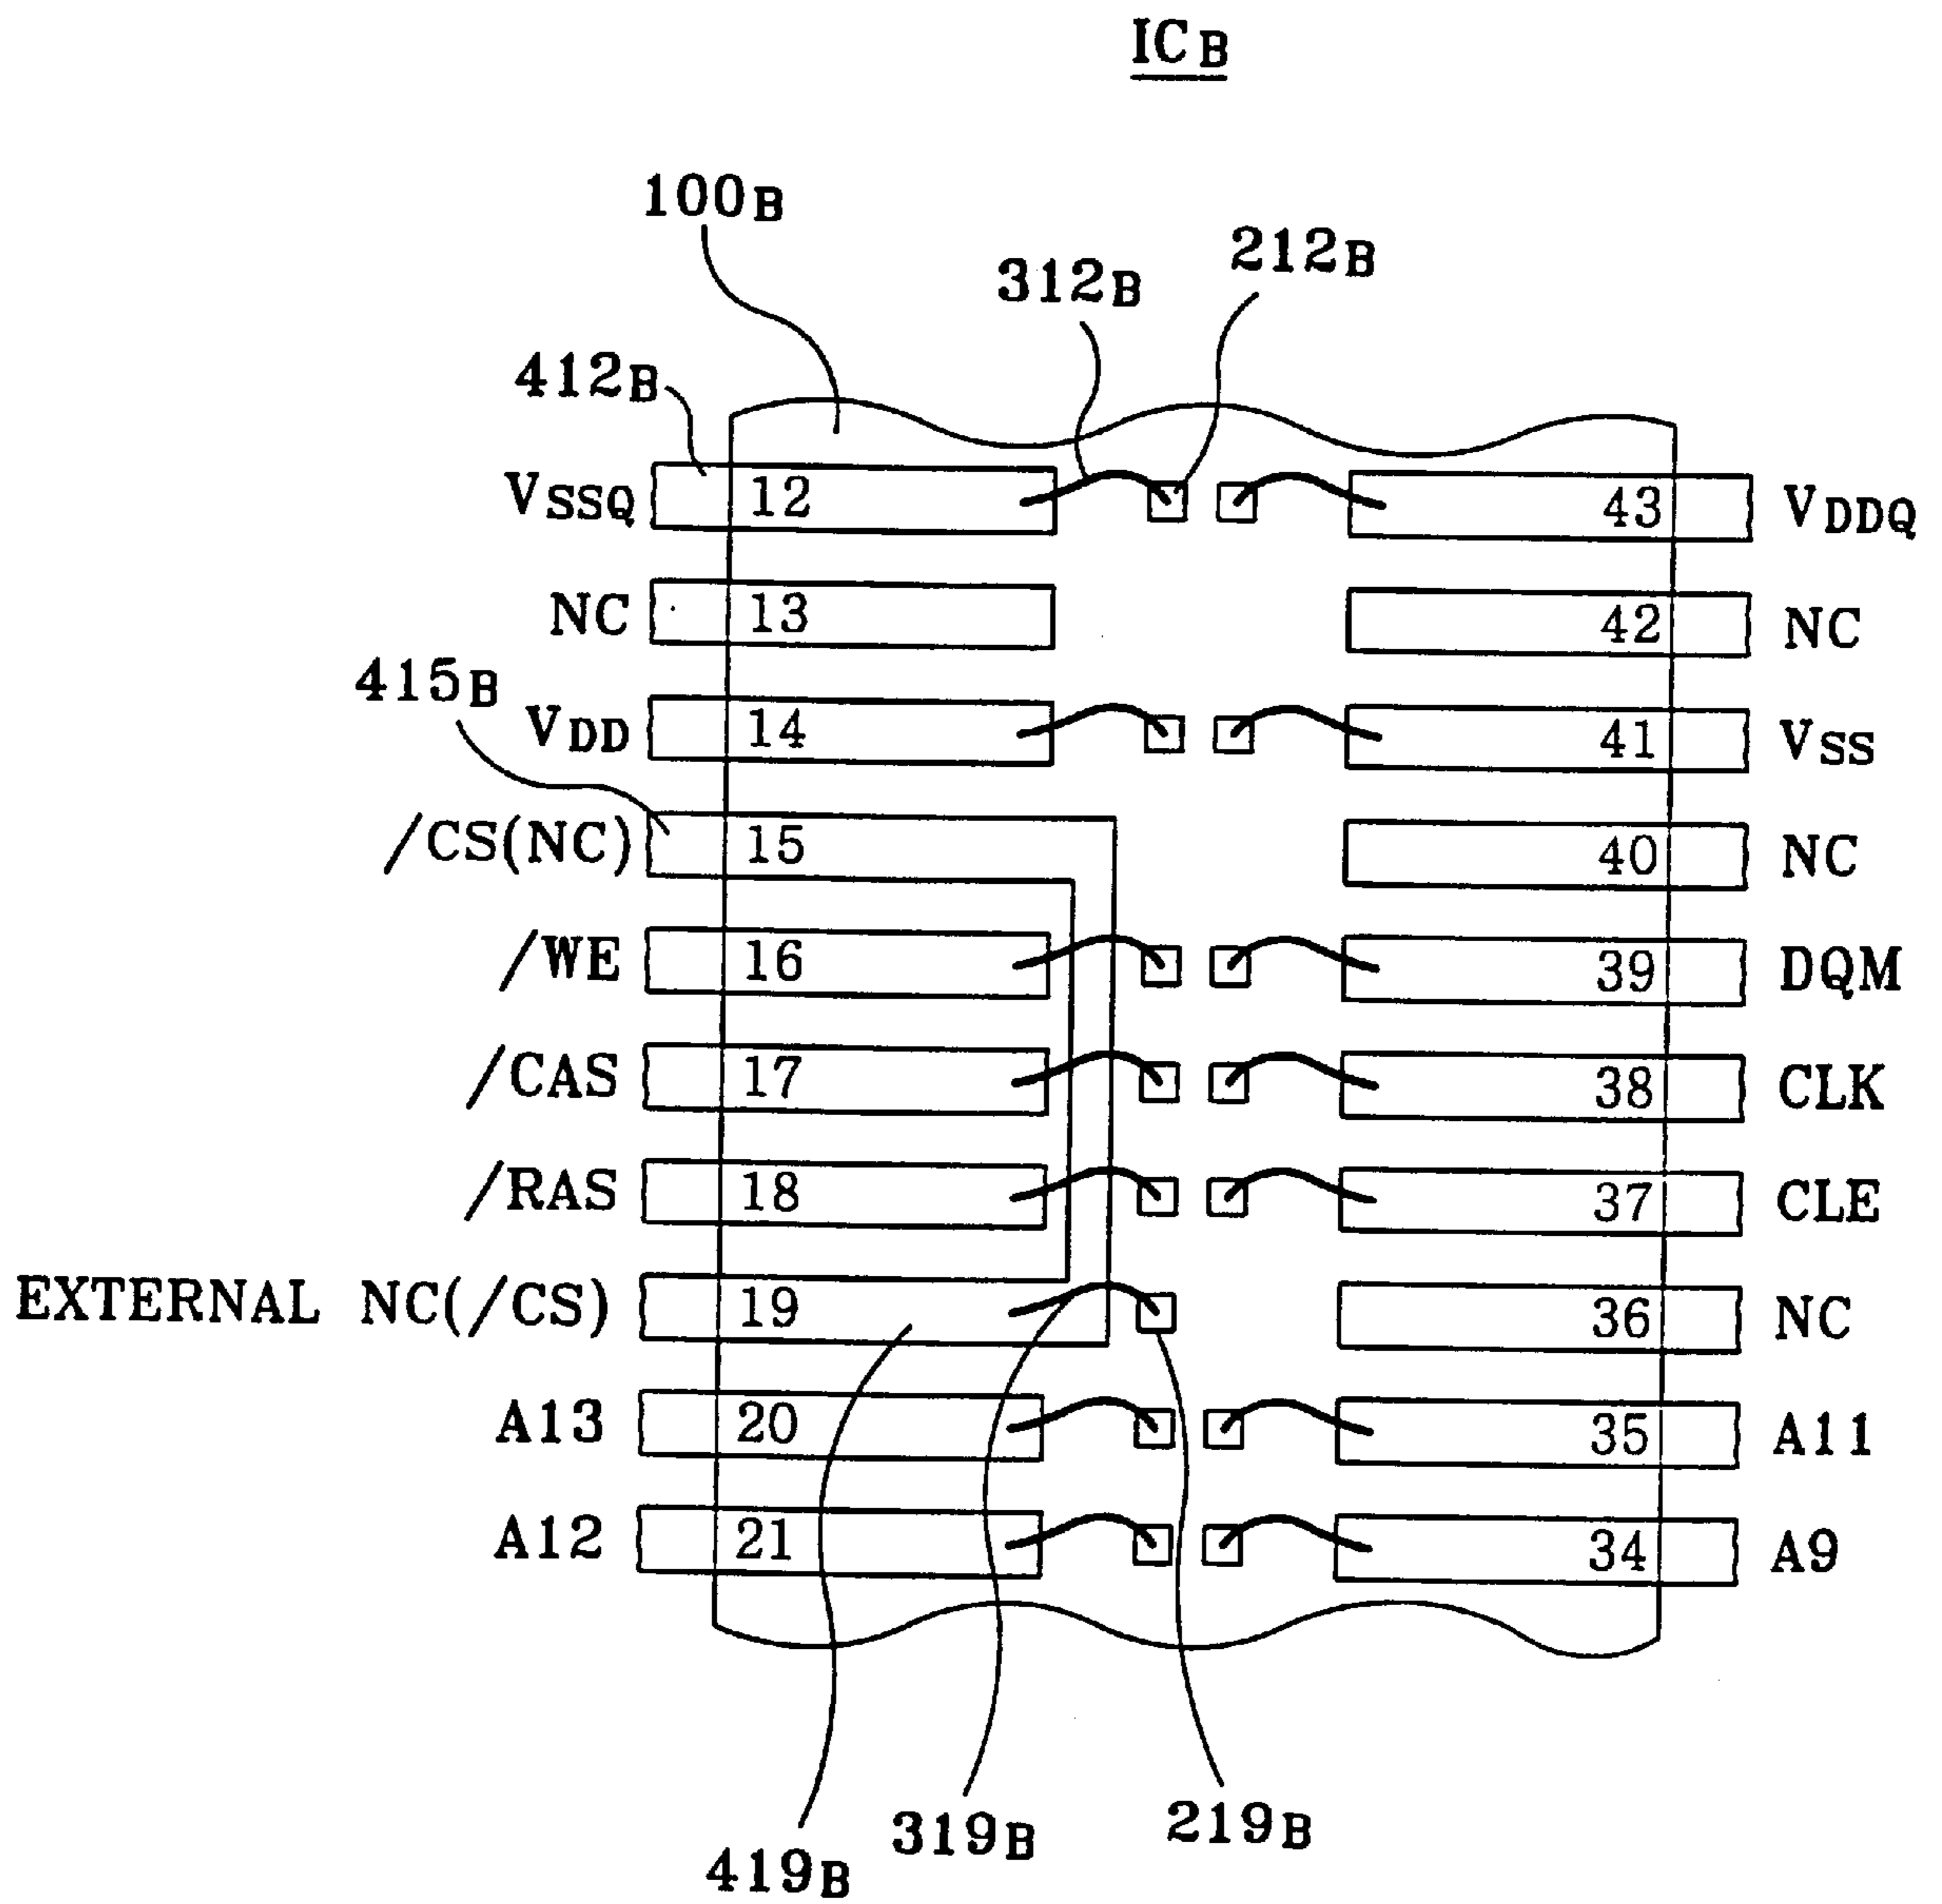 ICB
100B
212B
312B
412B
VSSQ 12 43 VDDQ
NC 13 42 NC
415B
VDD 14 41 VSS
/CS(NC) 15 40 NC
/WE 16 39 DQM
/CAS 17 38 CLK
/RAS 18 37 CLE
EXTERNAL NC(/CS) 19 36 NC
A13 20 35 A11
A12 21 34 A9
419B
319B
219B